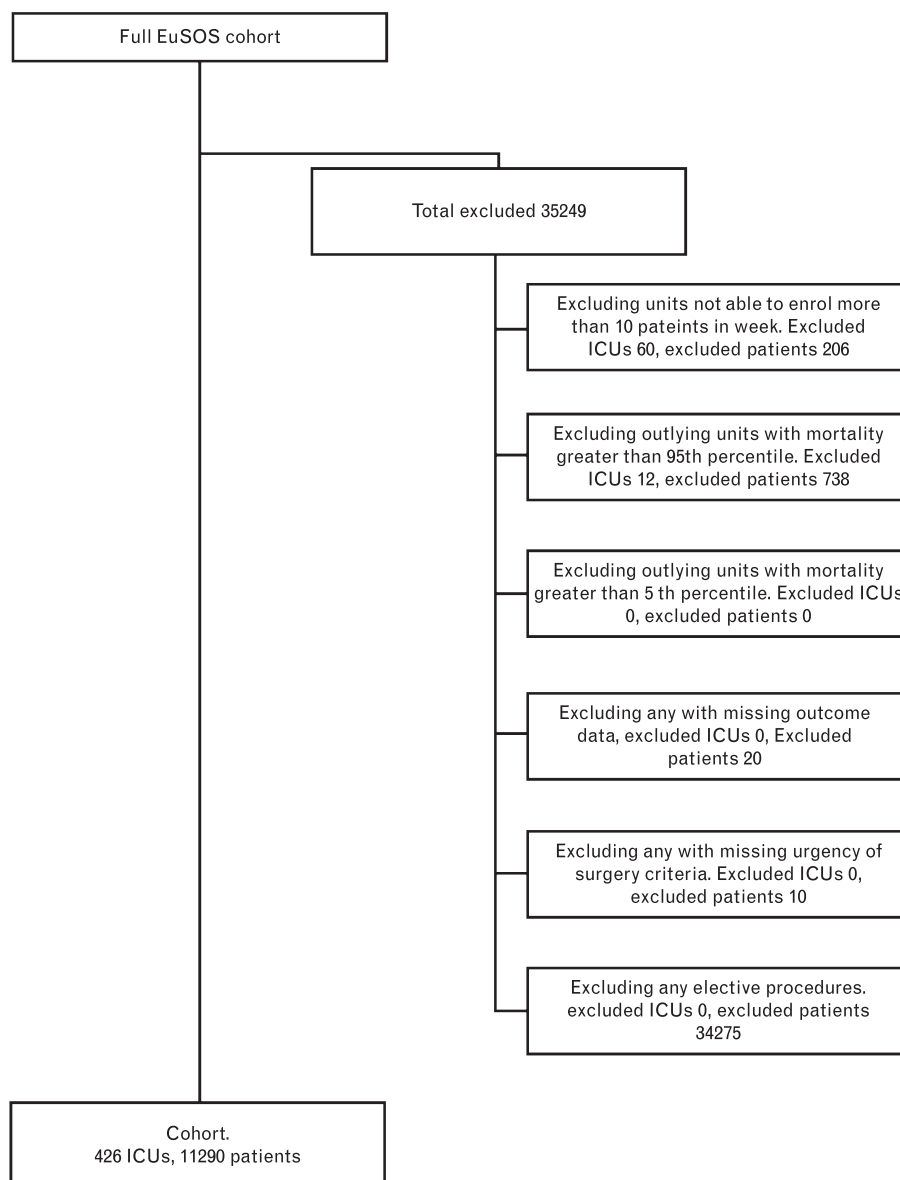 Full EuSOS cohort
Total excluded 35249
Excluding units not able to enrol more
than 10 pateints in week. Excluded
ICUs 60, excluded patients 206
Excluding outlying units with mortality
greater than 95th percentile. Excluded
ICUs 12, excluded patients 738
Excluding outlying units with mortality
greater than 5 th percentile. Excluded ICUs
0, excluded patients 0
Excluding any with missing outcome
data, excluded ICUs 0, Excluded
patients 20
Excluding any with missing urgency of
surgery criteria. Excluded ICUs 0,
excluded patients 10
Excluding any elective procedures.
excluded ICUs 0, excluded patients
34275
Cohort.
426 ICUs, 11290 patients